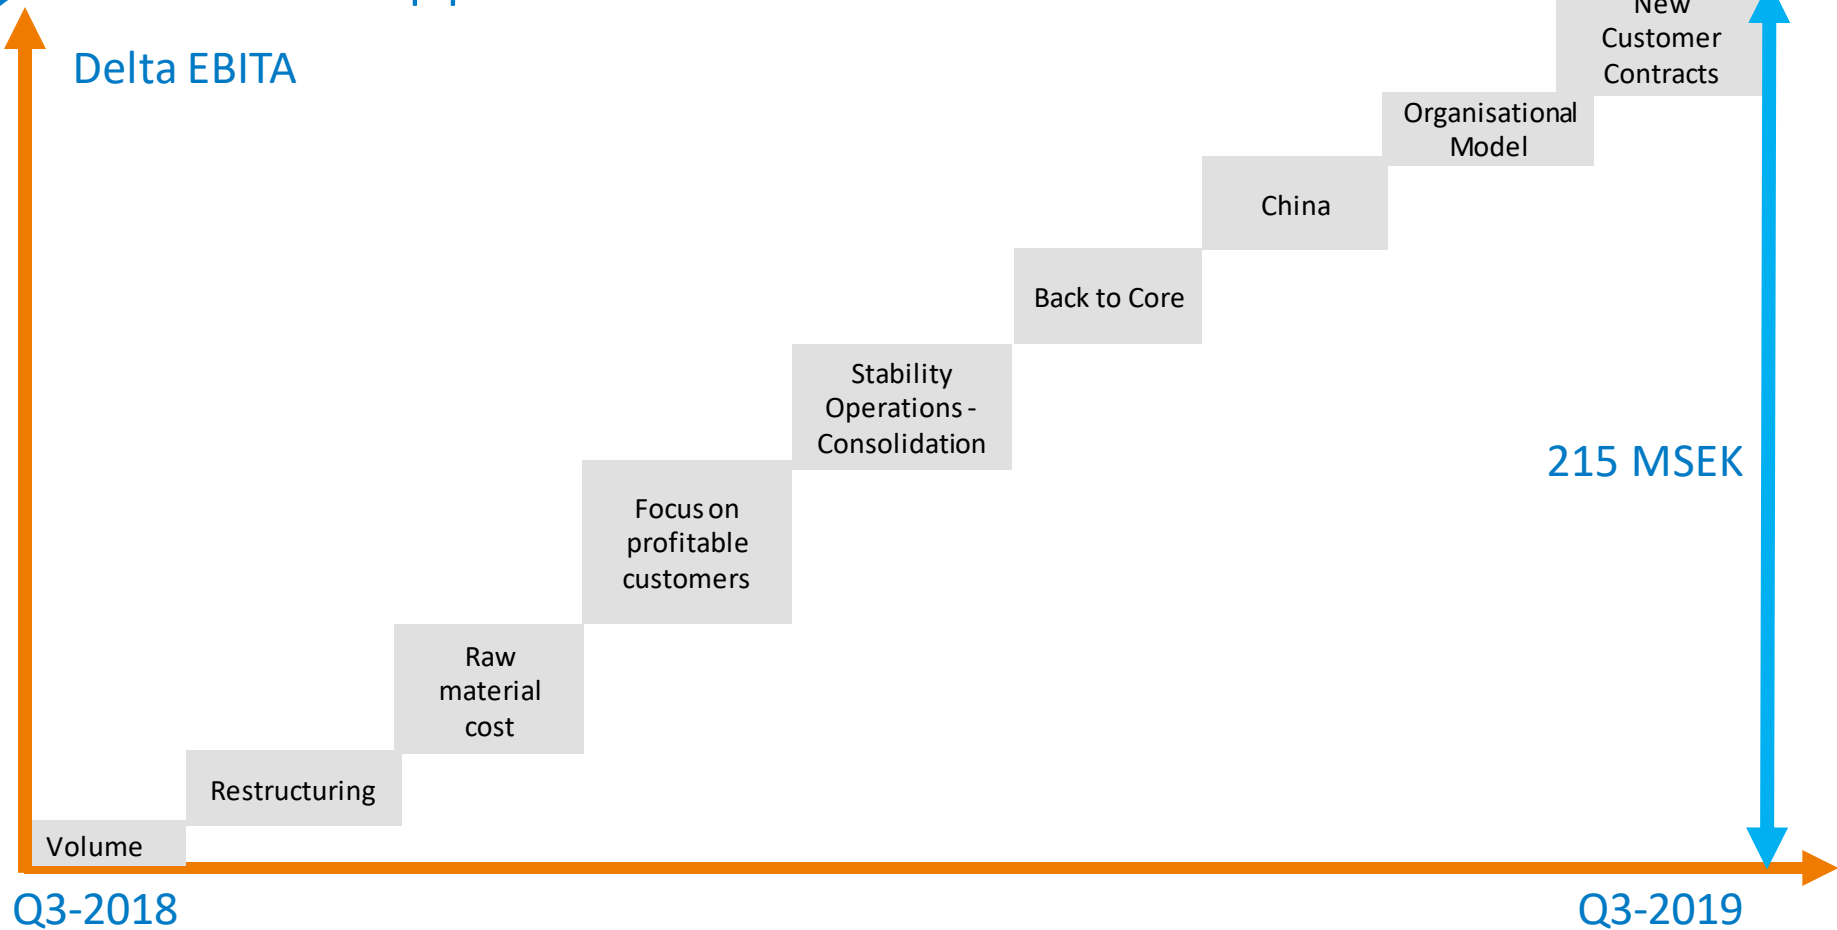 Delta EBITA
New
Customer
Contracts
Organisational
Model
China
Back to Core
Stability
Operations -
Consolidation
215 MSEK
Focus on
profitable
customers
Raw
material
cost
Restructuring
Volume
Q3-2018
Q3-2019